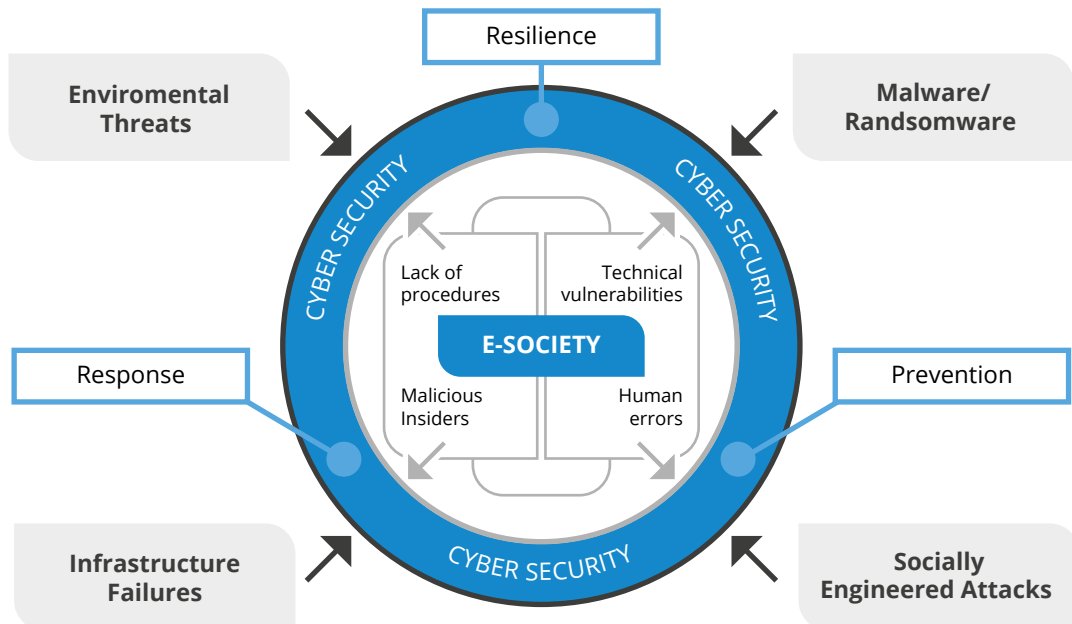 Resilience
Enviromental
Threats
Malware/
Randsomware
CYBER SECURITY
CYBER SECURITY
Lack of
procedures
Technical
vulnerabilities
E-SOCIETY
Response
Prevention
Malicious
Insiders
Human
errors
CYBER SECURITY
Infrastructure
Failures
Socially
Engineered Attacks